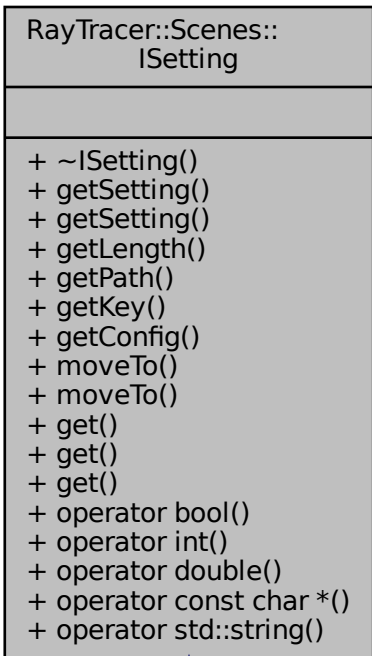 RayTracer::Scenes::
ISetting
+ ~ISetting()
+ getSetting()
+ getSetting()
+ getLength()
+ getPath()
+ getKey()
+ getConfig()
+ moveTo()
+ moveTo()
+ get()
+ get()
+ get()
+ operator bool()
+ operator int()
+ operator double()
+ operator const char *()
+ operator std::string()